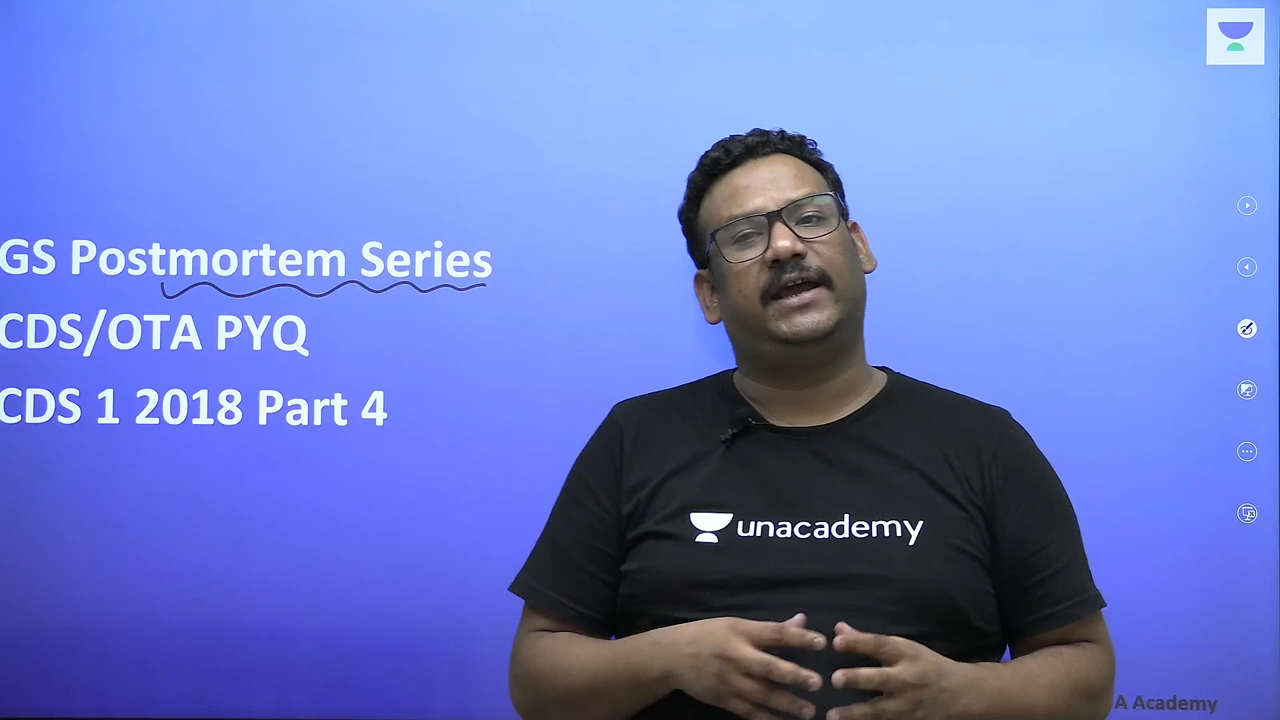 GS Postmortem Series
CDS/OTA PYQ
CDS 1 2018 Part 4
unacademy
A Academy